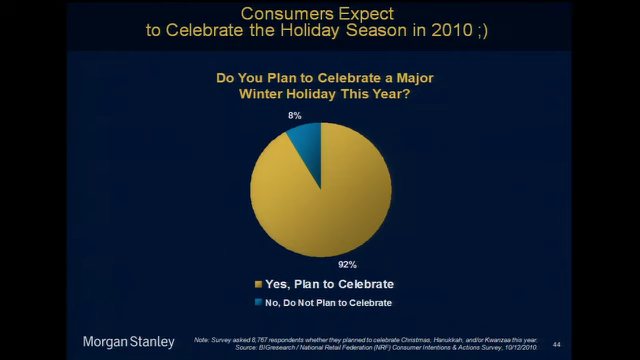 Consumers Expect
to Celebrate the Holiday Season in 2010 ;)
Do You Plan to Celebrate a Major
Winter Holiday This Year?
8%
92%
Yes, Plan to Celebrate
No, Do Not Plan to Celebrate
Morgan Stanley
Note: Survey asked 8,767 respondents whether they planned to celebrate Christmas, Hanukkah, and/or Kwanzaa this year.
Source: BIGresearch / National Retail Federation (NRF) Consumer Intentions & Actions Survey, 10/12/2010.
44